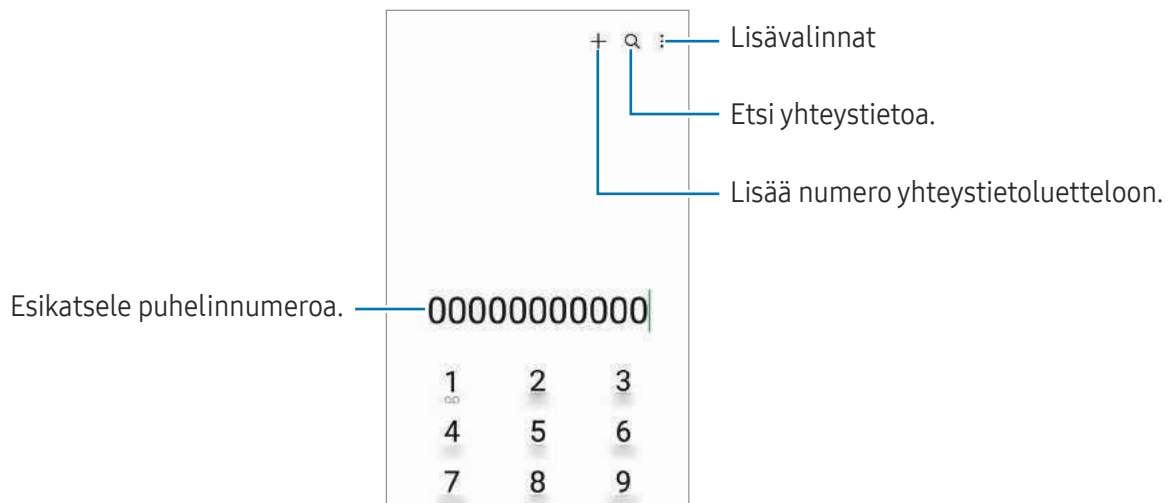 Lisävalinnat
Etsi yhteystietoa.
Lisää numero yhteystietoluetteloon.
Esikatsele puhelinnumeroa.
00000000000
1 2 3
4 5 6
7 8 9